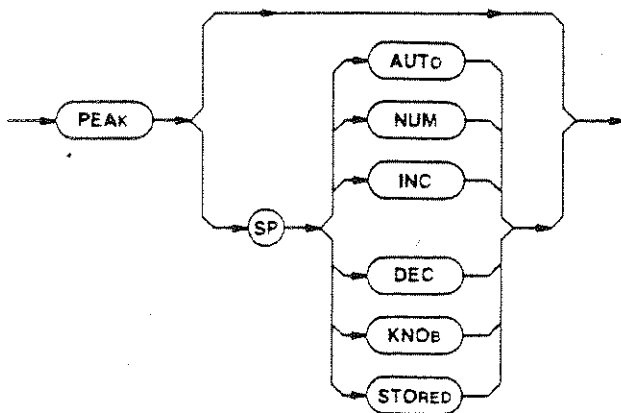 AUTO
NUM
PEAK
INC
SP
DEC
KNOB
STORED